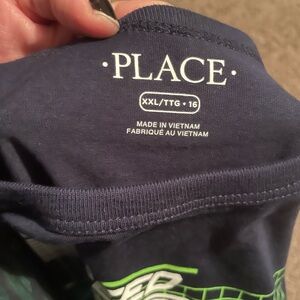 ·PLACE·
XXL/TTG • 16
MADE IN VIETNAM
FABRIQUÉ AU VIETNAM